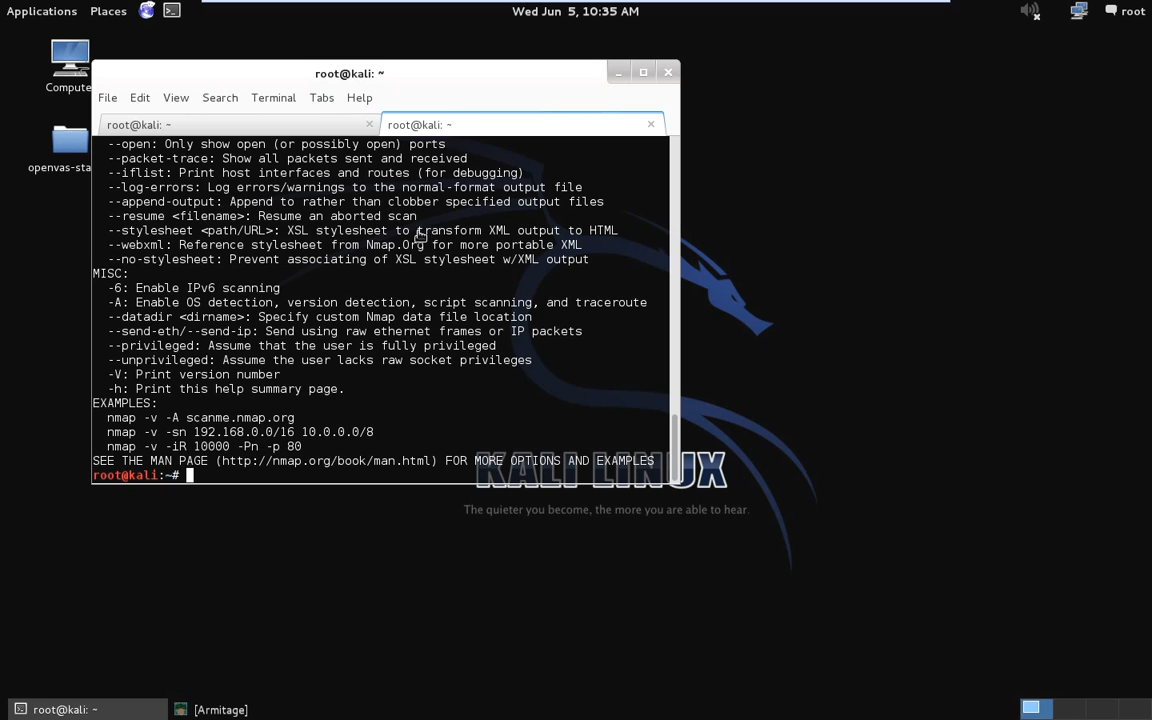 Applications Places Wed Jun 5, 10:35 AM root
Compute
openvas-sta
root@kali: ~
File Edit View Search Terminal Tabs Help
root@kali: ~ root@kali: ~
--open: Only show open (or possibly open) ports
--packet-trace: Show all packets sent and received
--iflist: Print host interfaces and routes (for debugging)
--log-errors: Log errors/warnings to the normal-format output file
--append-output: Append to rather than clobber specified output files
--resume <filename>: Resume an aborted scan
--stylesheet <path/URL>: XSL stylesheet to transform XML output to HTML
--webxml: Reference stylesheet from Nmap.Org for more portable XML
--no-stylesheet: Prevent associating of XSL stylesheet w/XML output
MISC:
-6: Enable IPv6 scanning
-A: Enable OS detection, version detection, script scanning, and traceroute
--datadir <dirname>: Specify custom Nmap data file location
--send-eth/--send-ip: Send using raw ethernet frames or IP packets
--privileged: Assume that the user is fully privileged
--unprivileged: Assume the user lacks raw socket privileges
-V: Print version number
-h: Print this help summary page.
EXAMPLES:
nmap -v -A scanme.nmap.org
nmap -v -sn 192.168.0.0/16 10.0.0.0/8
nmap -v -iR 10000 -Pn -p 80
SEE THE MAN PAGE (http://nmap.org/book/man.html) FOR MORE OPTIONS AND EXAMPLES
root@kali:~#
KALI LINUX
The quieter you become, the more you are able to hear.
root@kali: ~ [Armitage]